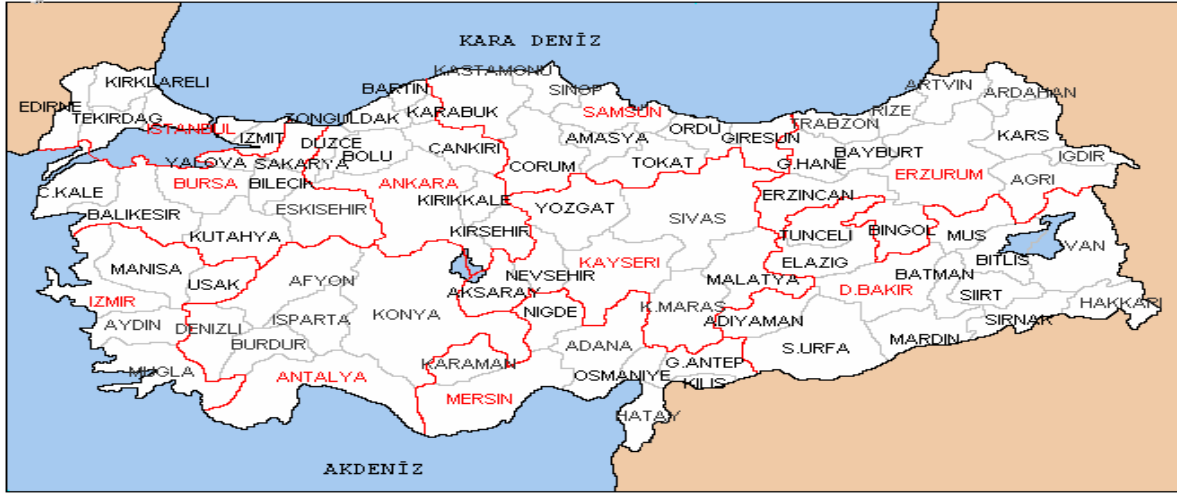 KARA DENİZ
KASTAMONU
KIRKLARELI
BARTIN
SINOP
ARTVIN
ARDAHAN
EDIRNE
TEKIRDAG
ISTANBUL
IZMIT
ZONGULDAK
KARABUK
SAMSUN
RIZE
TRABZON
KARS
DUZCE
BOLU
CANKIRI
AMASYA
ORDU
GIRESUN
YALOVA
SAKARYA
CORUM
TOKAT
G.HANE
BAYBURT
IGDIR
C.KALE
BURSA
BILECIK
ANKARA
ERZURUM
AGRI
BALIKESIR
ESKISEHIR
KIRIKKALE
YOZGAT
SIVAS
ERZINCAN
KUTAHYA
KIRSEHIR
TUNCELI
BINGOL
MUS
VAN
MANISA
USAK
AFYON
NEVSEHIR
KAYSERI
ELAZIG
BITLIS
IZMIR
AKSARAY
MALATYA
D.BAKIR
BATMAN
SIIRT
HAKKARI
AYDIN
DENIZLI
ISPARTA
KONYA
NIGDE
K.MARAS
ADIYAMAN
SIRNAK
BURDUR
ADANA
S.URFA
MARDIN
MUGLA
ANTALYA
KARAMAN
OSMANIYE
G.ANTEP
KILIS
MERSIN
HATAY
AKDENİZ